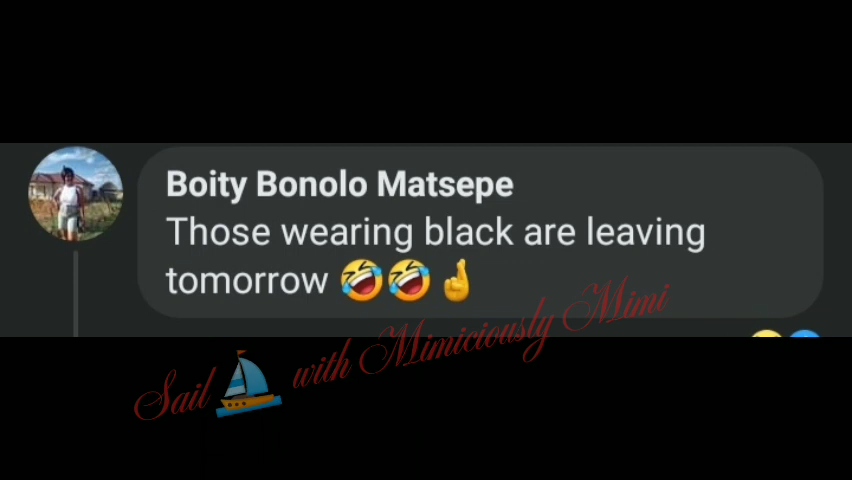 Boity Bonolo Matsepe
Those wearing black are leaving
tomorrow 🤣🤣🤞
Sail ⛵ with Mimiciously Mimi